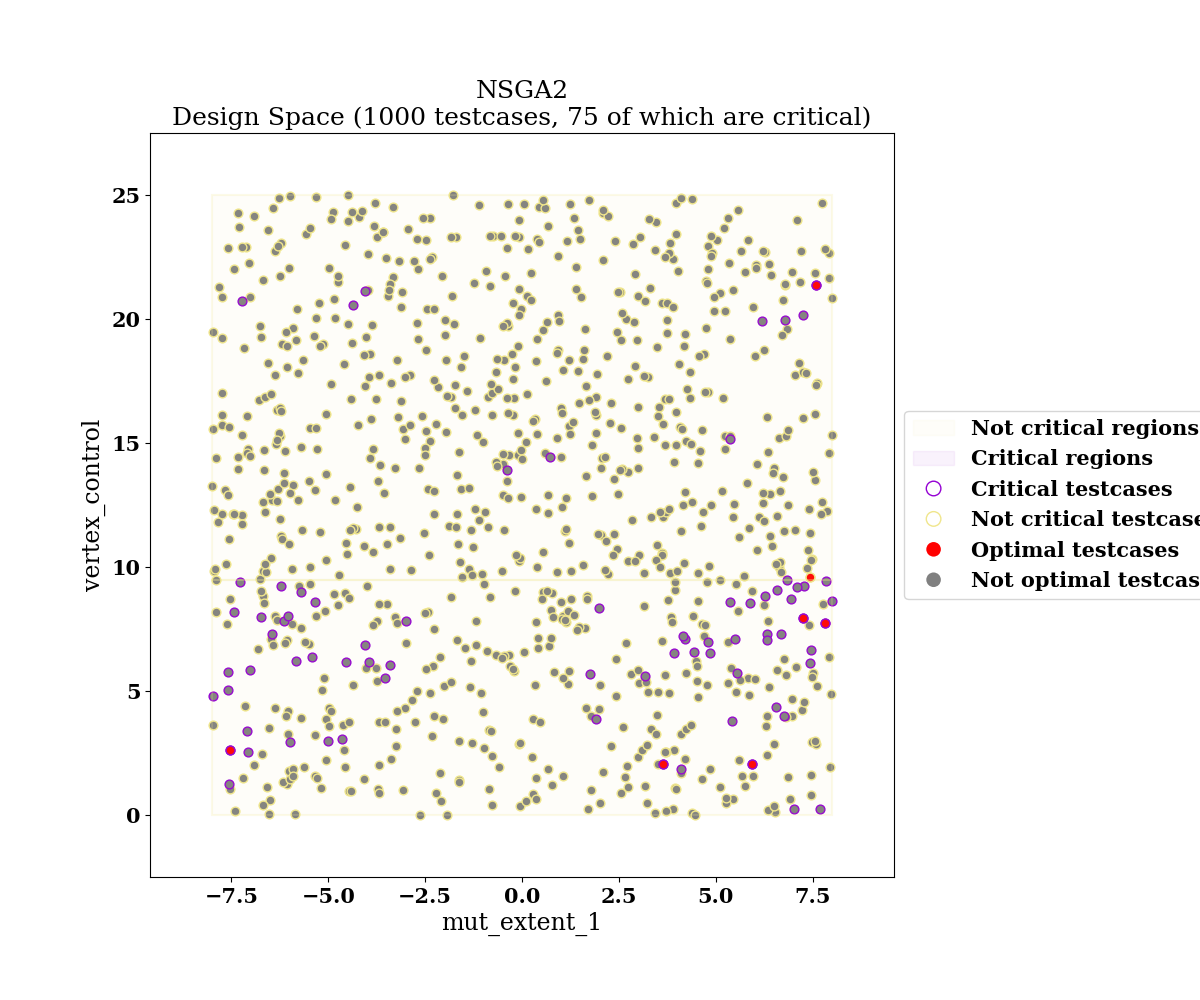 NSGA2
Design Space (1000 testcases, 75 of which are critical)
25
20
15
10
5
0
vertex_control
−7.5 −5.0 −2.5 0.0 2.5 5.0 7.5
mut_extent_1
Not critical regions
Critical regions
Critical testcases
Not critical testcase
Optimal testcases
Not optimal testcas